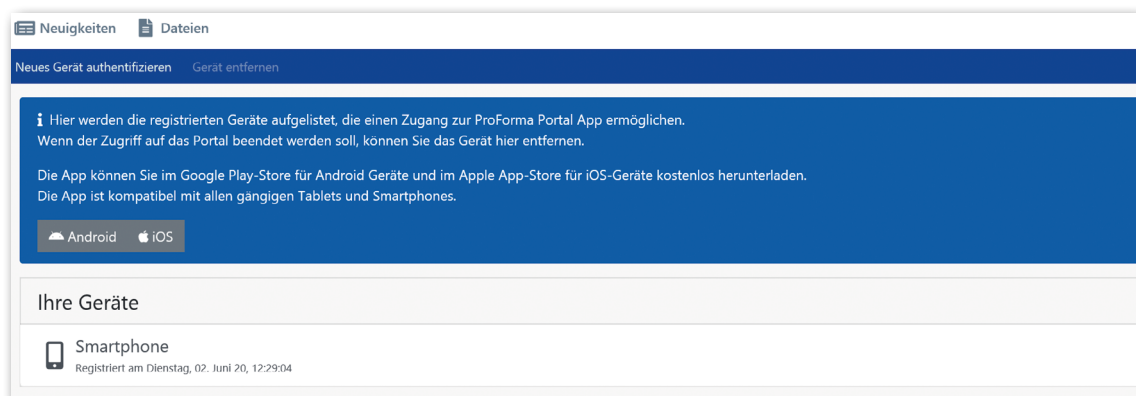 Neuigkeiten Dateien
Neues Gerät authentifizieren Gerät entfernen
Hier werden die registrierten Geräte aufgelistet, die einen Zugang zur ProForma Portal App ermöglichen.
Wenn der Zugriff auf das Portal beendet werden soll, können Sie das Gerät hier entfernen.
Die App können Sie im Google Play-Store für Android Geräte und im Apple App-Store für iOS-Geräte kostenlos herunterladen.
Die App ist kompatibel mit allen gängigen Tablets und Smartphones.
Android iOS
Ihre Geräte
Smartphone
Registriert am Dienstag, 02. Juni 20, 12:29:04